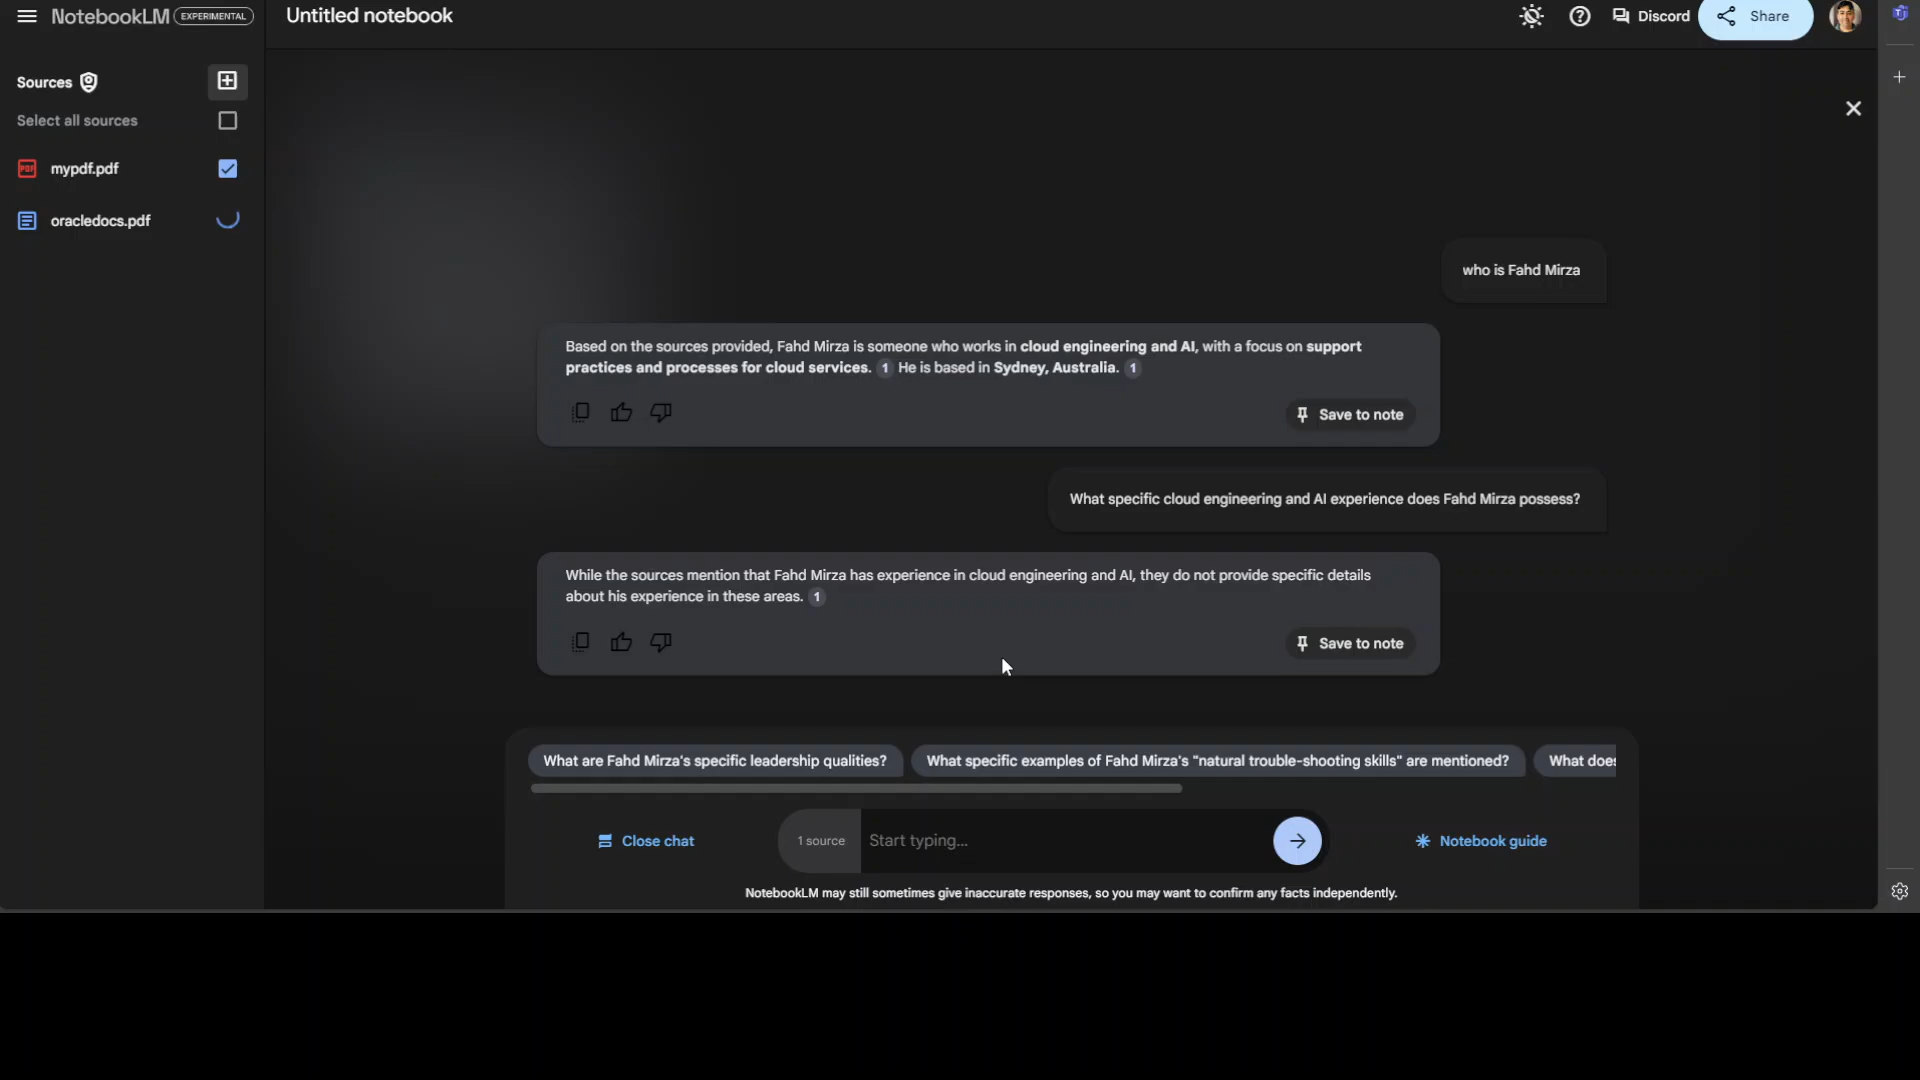 NotebookLM EXPERIMENTAL
Untitled notebook
Discord
Share
Sources
Select all sources
PDF mypdf.pdf
oracledocs.pdf
who is Fahd Mirza
Based on the sources provided, Fahd Mirza is someone who works in cloud engineering and AI, with a focus on support
practices and processes for cloud services. 1 He is based in Sydney, Australia. 1
Save to note
What specific cloud engineering and AI experience does Fahd Mirza possess?
While the sources mention that Fahd Mirza has experience in cloud engineering and AI, they do not provide specific details
about his experience in these areas. 1
Save to note
What are Fahd Mirza's specific leadership qualities?
What specific examples of Fahd Mirza's "natural trouble-shooting skills" are mentioned?
What does
Close chat
1 source
Start typing...
Notebook guide
NotebookLM may still sometimes give inaccurate responses, so you may want to confirm any facts independently.